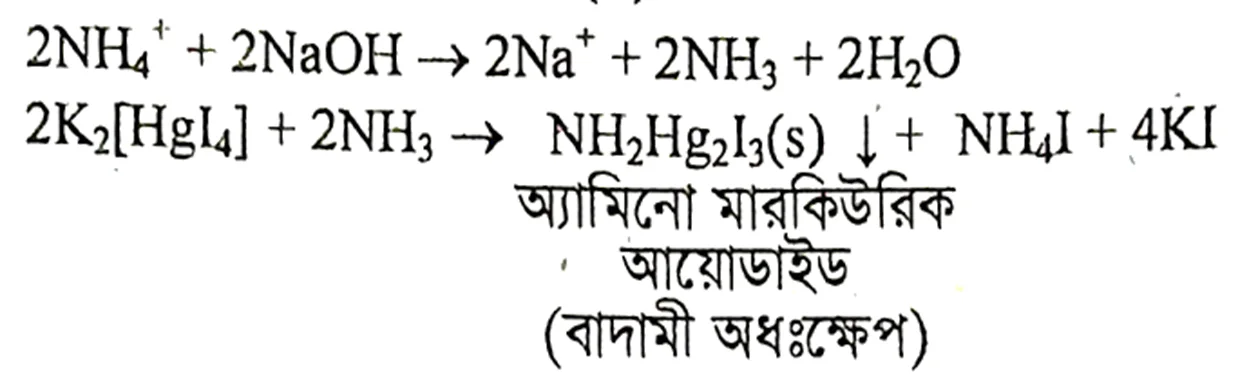 2NH₄⁺ + 2NaOH → 2Na⁺ + 2NH₃ + 2H₂O
2K₂[HgI₄] + 2NH₃ → NH₂Hg₂I₃(s) ↓ + NH₄I + 4KI
অ্যামিনো মারকিউরিক
আয়োডাইড
(বাদামী অধঃক্ষেপ)